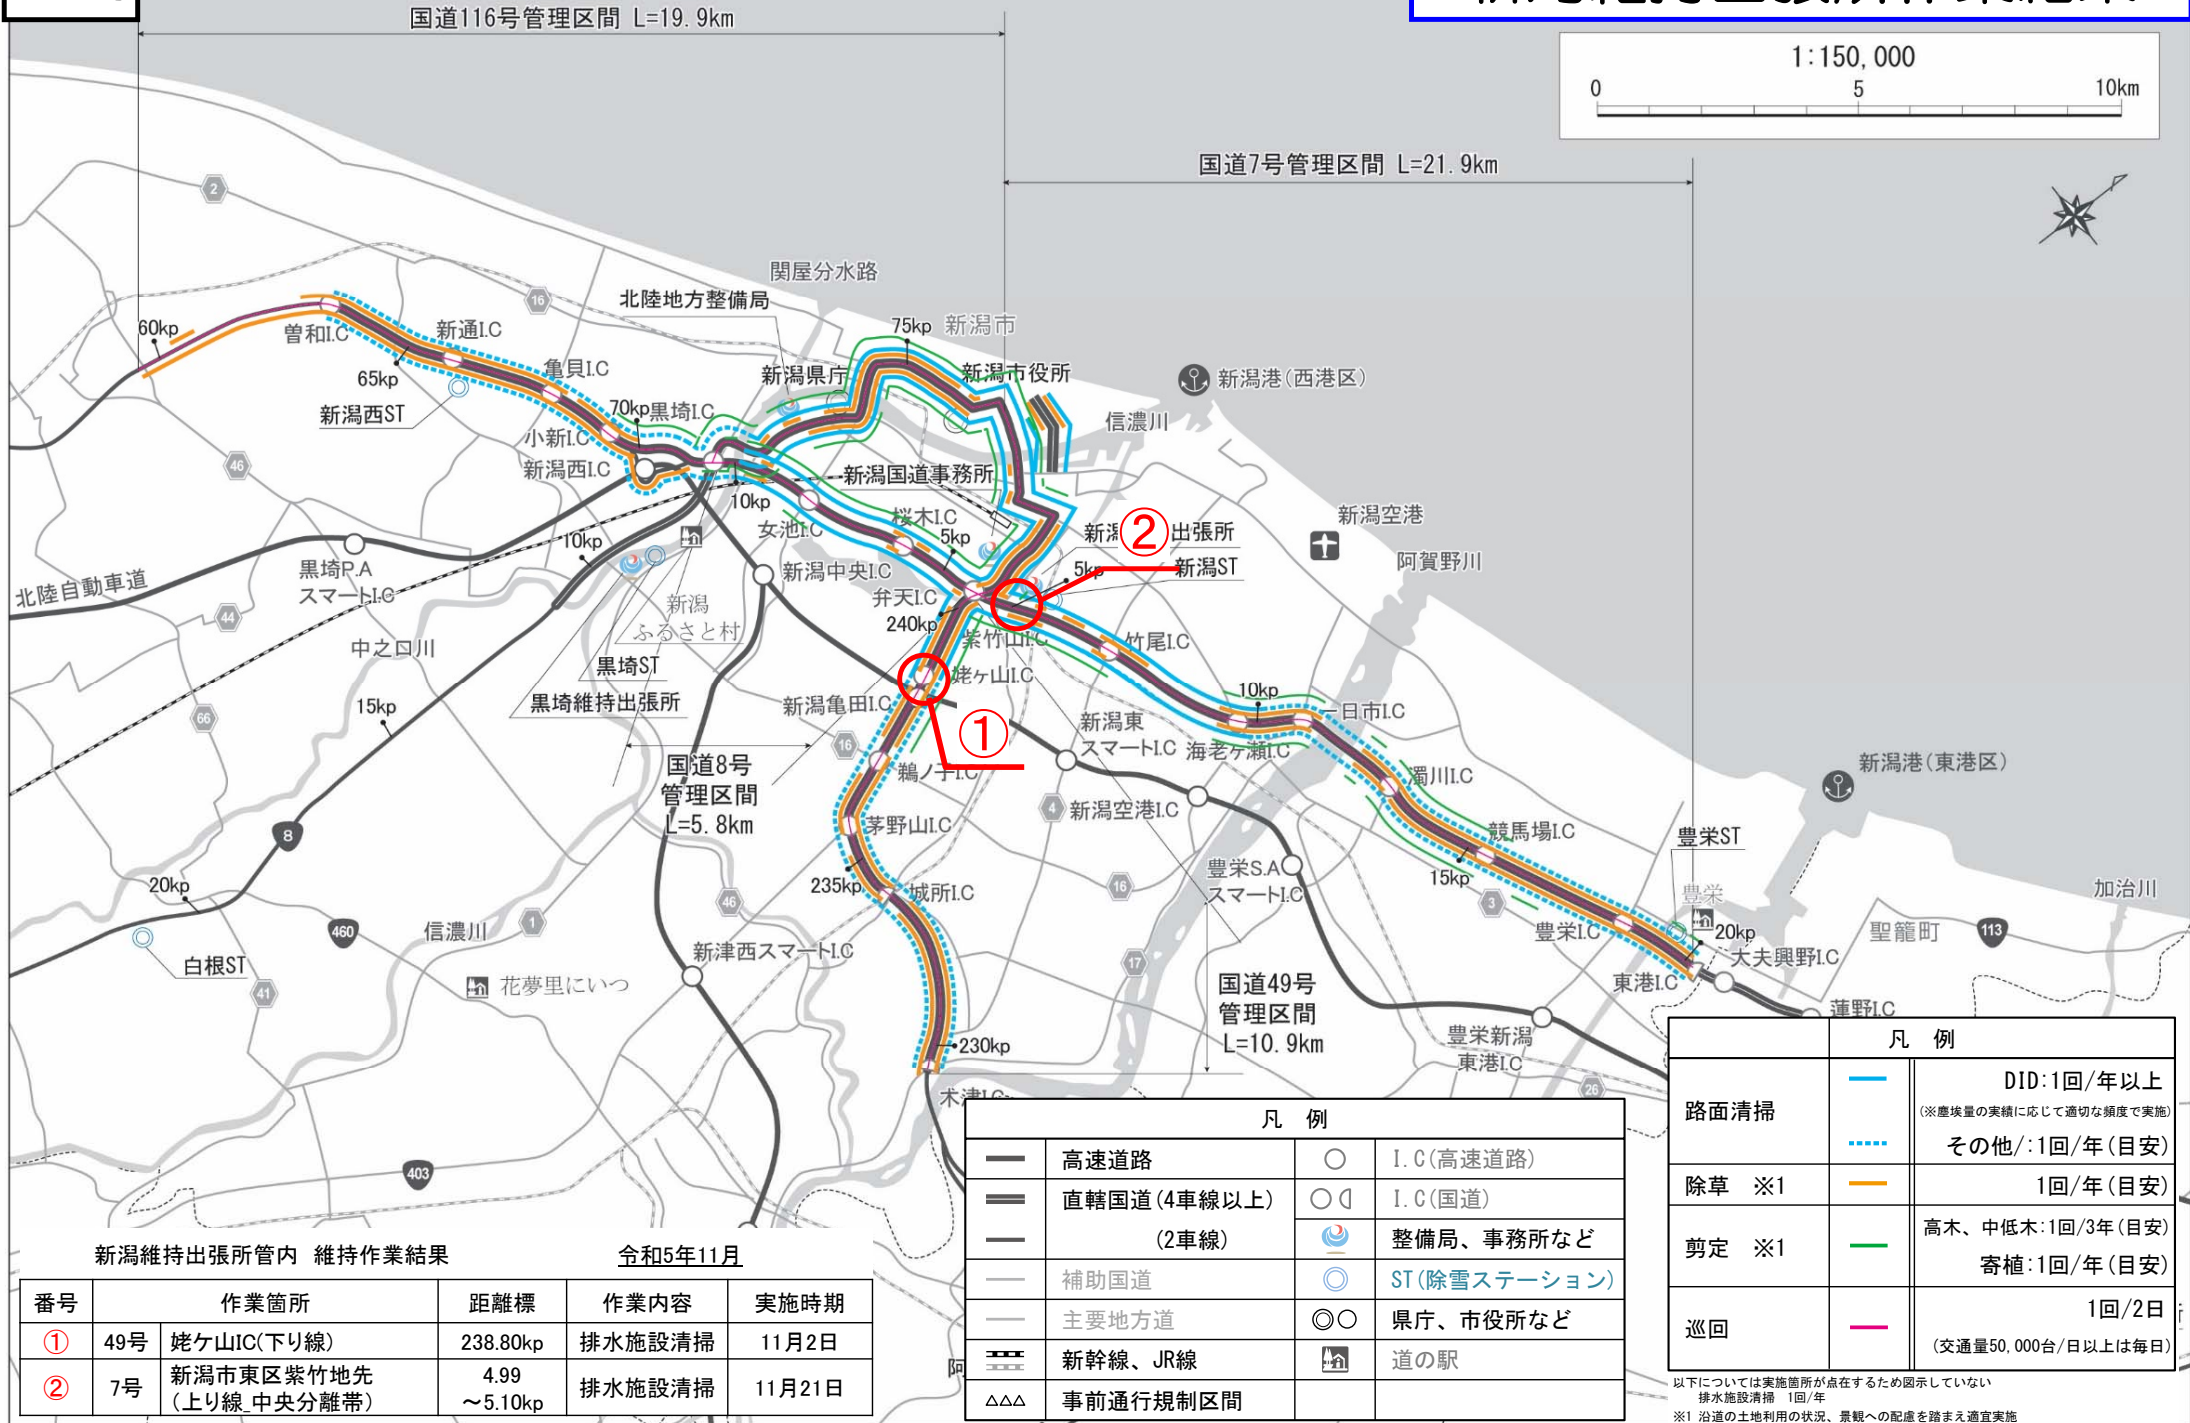 国道116号管理区間 L=19.9km
1:150,000
0 5 10km
国道7号管理区間 L=21.9km
2
関屋分水路
16
北陸地方整備局
60kp
曽和I.C
新通I.C
75kp
新潟市
65kp
亀貝I.C
新潟県庁
新潟市役所
新潟港(西港区)
新潟西ST
70kp
黒埼I.C
信濃川
小新I.C
46
新潟西I.C
新潟国道事務所
10kp
桜木I.C
女池I.C
5kp
②
出張所
新潟空港
10kp
5kp
新潟ST
阿賀野川
北陸自動車道
黒埼P.A
スマートI.C
新潟中央I.C
弁天I.C
44
新潟
ふるさと村
240kp
紫竹山I.C
竹尾I.C
中之口川
黒埼ST
姥ヶ山I.C
黒埼維持出張所
新潟亀田I.C
10kp
一日市I.C
66
15kp
①
新潟東
スマートI.C
海老ヶ瀬I.C
16
国道8号
管理区間
L=5.8km
鵜ノ子I.C
濁川I.C
新潟港(東港区)
4
新潟空港I.C
茅野山I.C
競馬場I.C
豊栄ST
8
235kp
城所I.C
豊栄S.A
スマートI.C
16
15kp
3
豊栄
加治川
20kp
46
1
460
信濃川
豊栄I.C
20kp
聖籠町
113
白根ST
新津西スマートI.C
大夫興野I.C
17
41
花夢里にいつ
国道49号
管理区間
L=10.9km
東港I.C
蓮野I.C
230kp
豊栄新潟
東港I.C
26
403
凡 例
高速道路 I.C(高速道路)
直轄国道(4車線以上) I.C(国道)
(2車線) 整備局、事務所など
補助国道 ST(除雪ステーション)
主要地方道 県庁、市役所など
新幹線、JR線 道の駅
事前通行規制区間
凡 例
路面清掃 DID:1回/年以上
(※塵埃量の実績に応じて適切な頻度で実施)
その他/:1回/年(目安)
除草 ※1 1回/年(目安)
剪定 ※1 高木、中低木:1回/3年(目安)
寄植:1回/年(目安)
巡回 1回/2日
(交通量50,000台/日以上は毎日)
以下については実施箇所が点在するため図示していない
排水施設清掃 1回/年
※1 沿道の土地利用の状況、景観への配慮を踏まえ適宜実施
新潟維持出張所管内 維持作業結果 令和5年11月
番号 作業箇所 距離標 作業内容 実施時期
① 49号 姥ケ山IC(下り線) 238.80kp 排水施設清掃 11月2日
② 7号 新潟市東区紫竹地先
(上り線_中央分離帯) 4.99
～5.10kp 排水施設清掃 11月21日